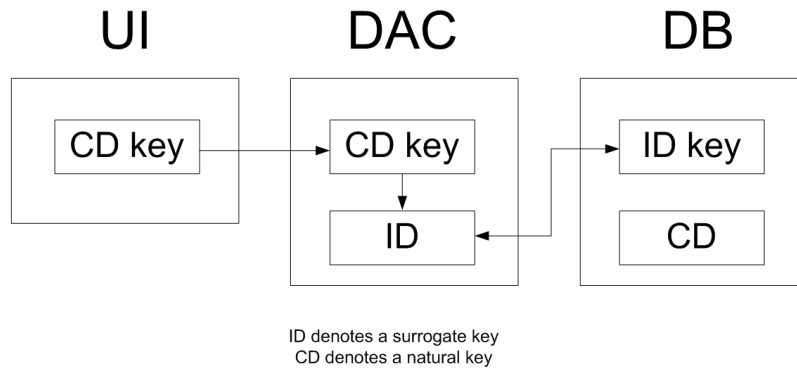 UI
DAC
DB
CD key
CD key
ID key
ID
CD
ID denotes a surrogate key
CD denotes a natural key